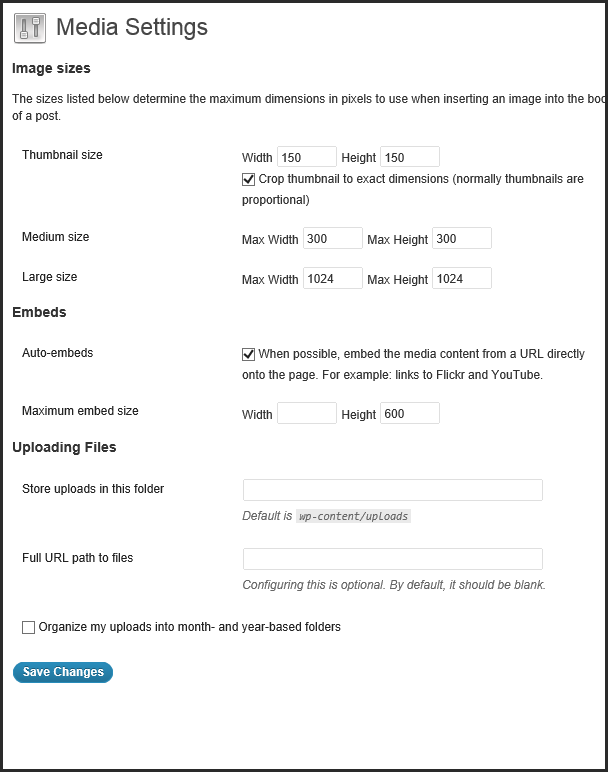 Media Settings
Image sizes
The sizes listed below determine the maximum dimensions in pixels to use when inserting an image into the
of a post.
Thumbnail size
Width 150 Height 150
Crop thumbnail to exact dimensions (normally thumbnails are
proportional)
Medium size
Max Width 300 Max Height 300
Large size
Max Width 1024 Max Height 1024
Embeds
Auto-embeds
When possible, embed the media content from a URL directly
onto the page. For example: links to Flickr and YouTube.
Maximum embed size
Width Height 600
Uploading Files
Store uploads in this folder
Default is wp-content/uploads
Full URL path to files
Configuring this is optional. By default, it should be blank.
Organize my uploads into month- and year-based folders
Save Changes